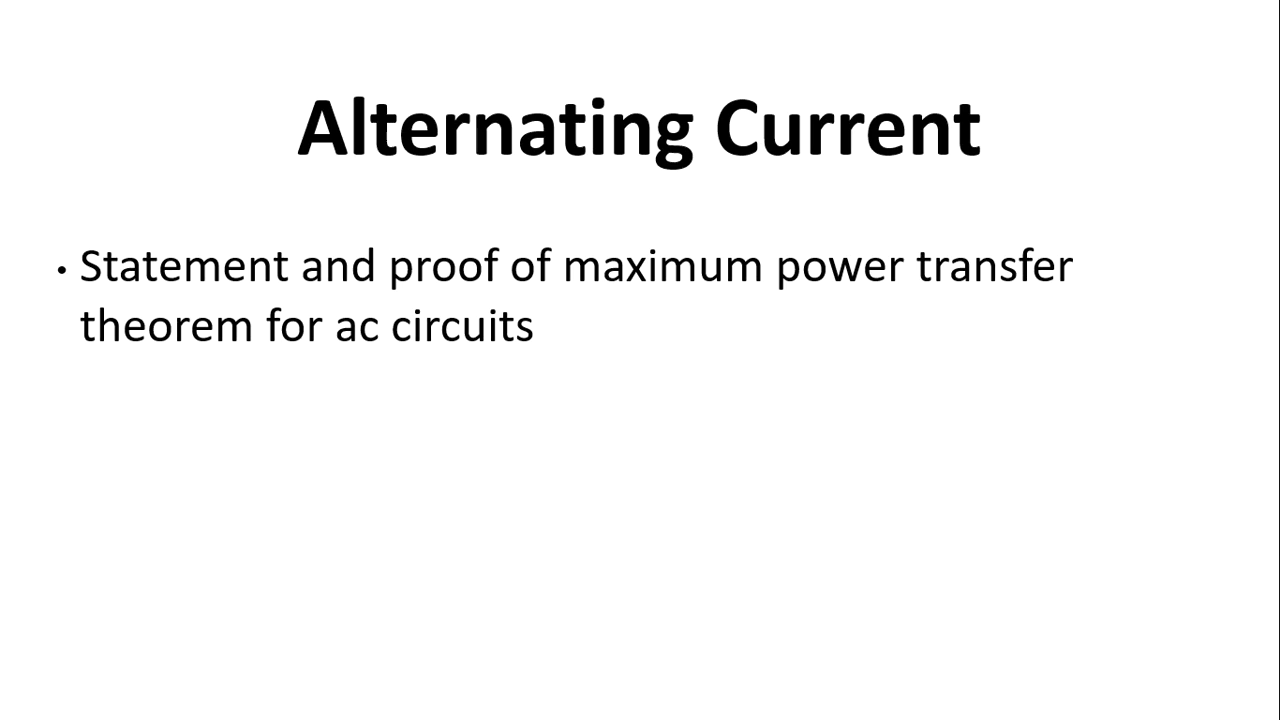 Alternating Current
• Statement and proof of maximum power transfer
theorem for ac circuits